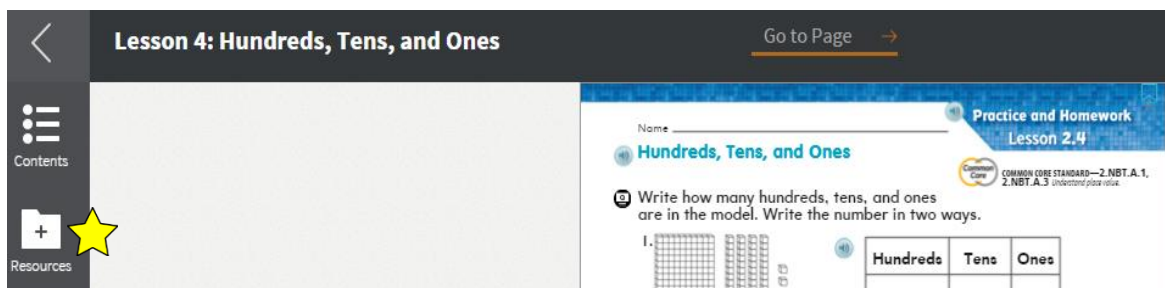 Lesson 4: Hundreds, Tens, and Ones
Go to Page →
Contents
+
Resources
Practice and Homework
Lesson 2.4
Name
Hundreds, Tens, and Ones
Common
Core
COMMON CORE STANDARD—2.NBT.A.1,
2.NBT.A.3 Understand place value.
Write how many hundreds, tens, and ones
are in the model. Write the number in two ways.
1.
Hundreds Tens Ones